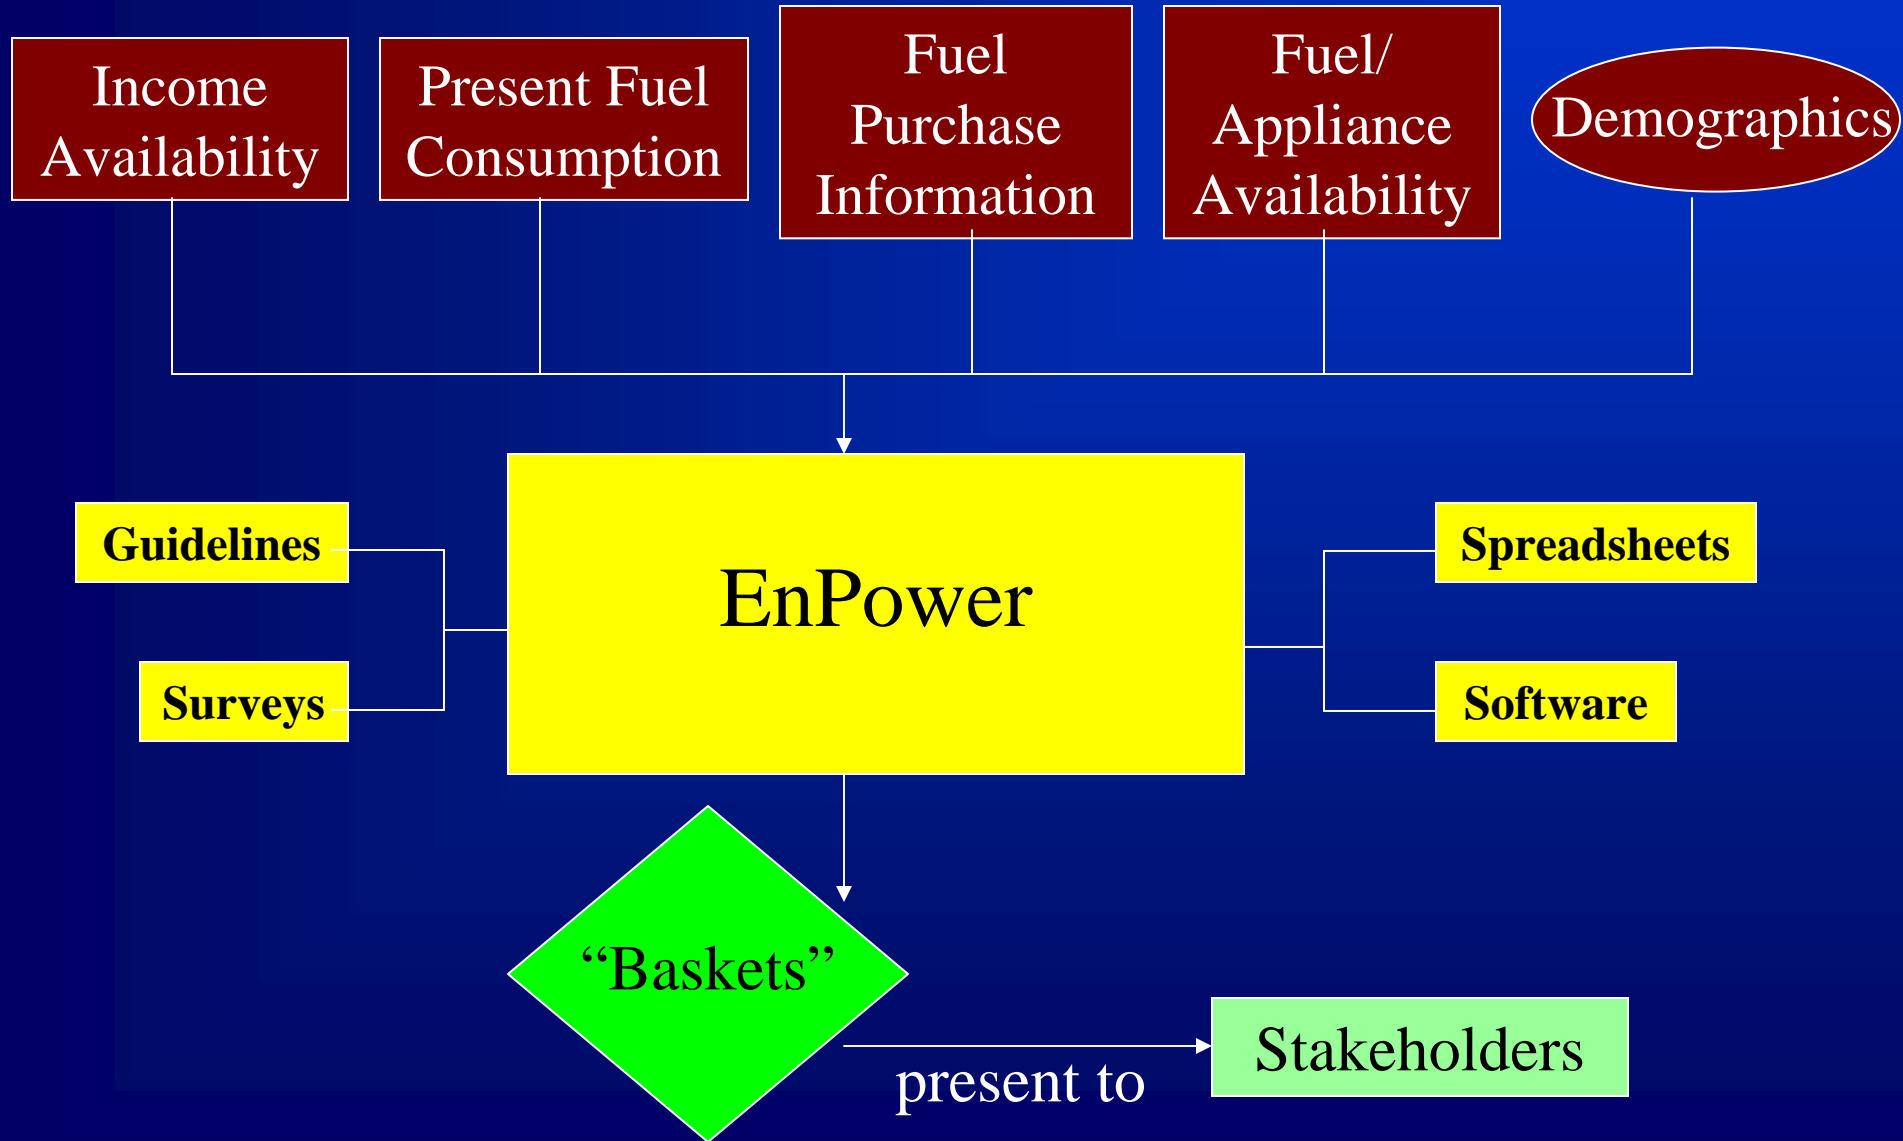 Income
Availability
Present Fuel
Consumption
Fuel
Purchase
Information
Fuel/
Appliance
Availability
Demographics
Guidelines
Surveys
EnPower
Spreadsheets
Software
“Baskets”
present to
Stakeholders